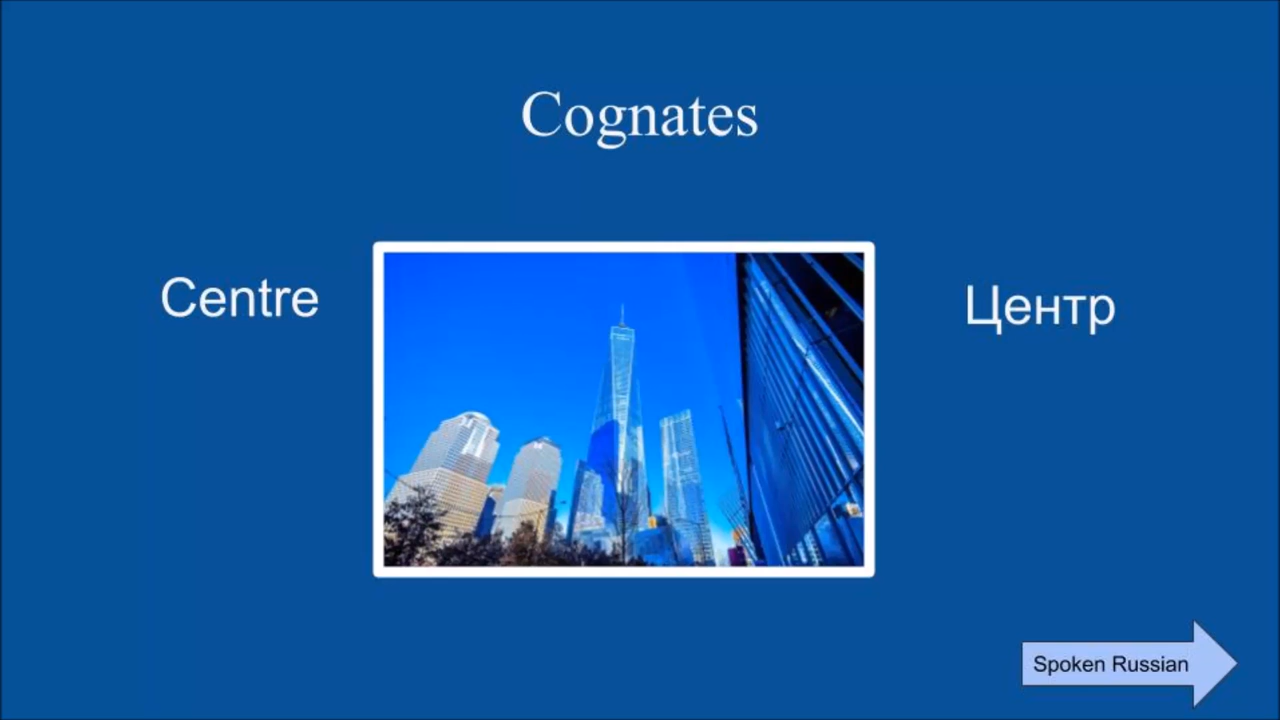 Cognates
Centre
Центр
Spoken Russian